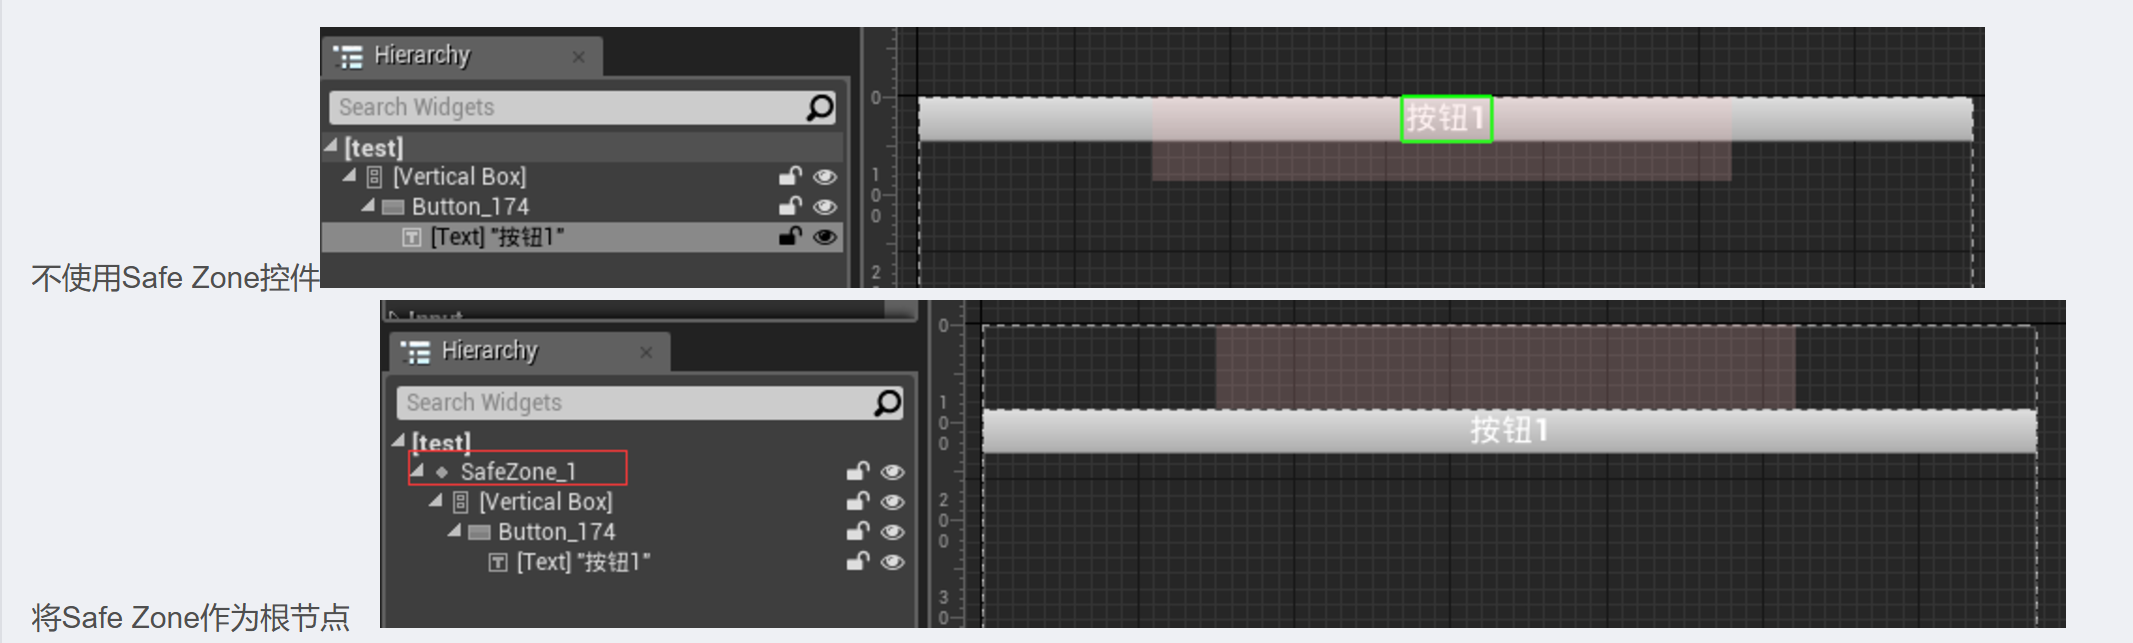 Hierarchy
Search Widgets
[test]
[Vertical Box]
Button_174
[Text] "按钮1"
0
1
0
0
2
按钮1
不使用Safe Zone控件
Input
Hierarchy
Search Widgets
[test]
SafeZone_1
[Vertical Box]
Button_174
[Text] "按钮1"
0
1
0
0
2
0
0
3
0
按钮1
将Safe Zone作为根节点